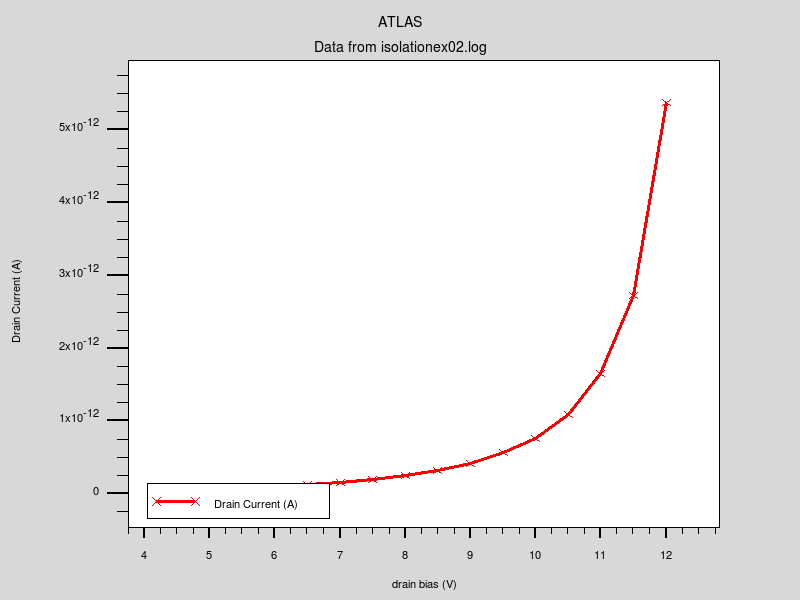 ATLAS
Data from isolationex02.log
5x10-12
4x10-12
3x10-12
2x10-12
1x10-12
0
Drain Current (A)
Drain Current (A)
4 5 6 7 8 9 10 11 12
drain bias (V)